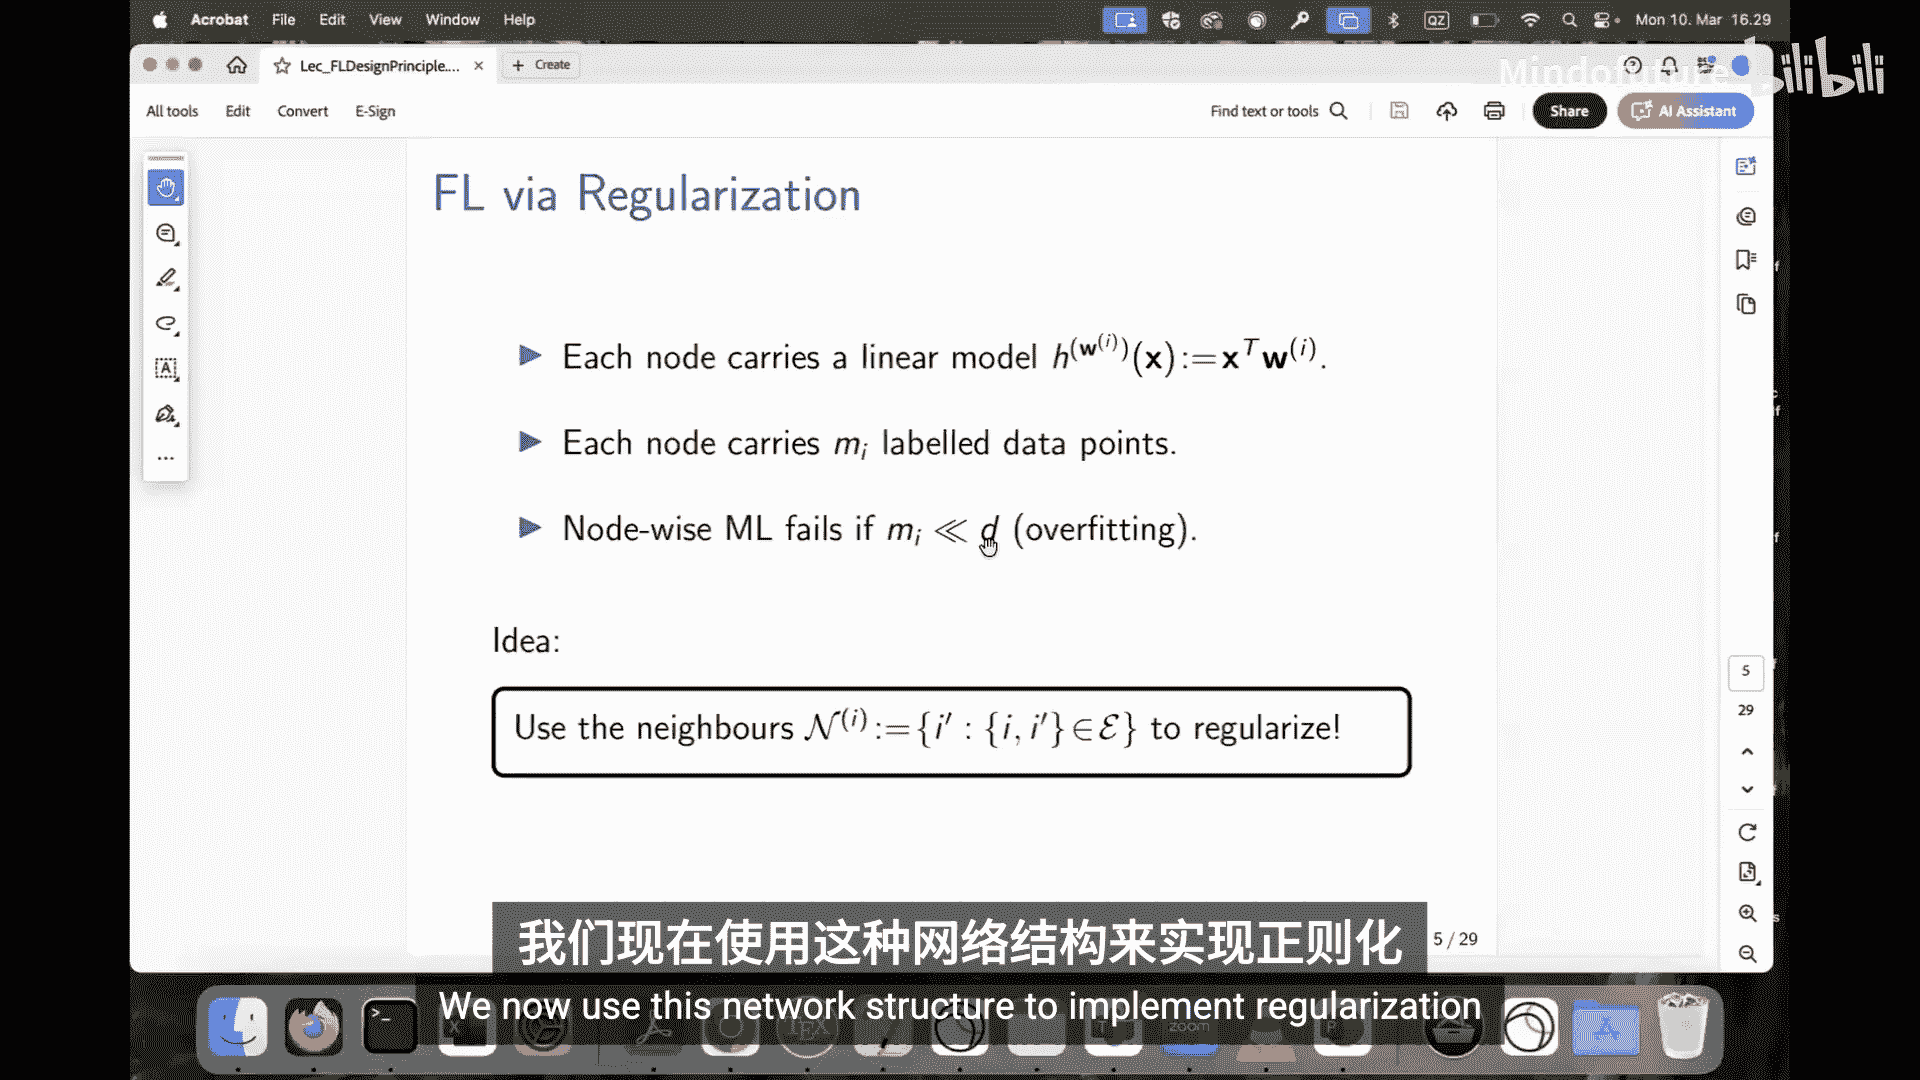 Acrobat File Edit View Window Help
QZ Mon 10. Mar 16.29
Lec_FLDesignPrinciple.... × + Create
Mindofuture bilibili
All tools Edit Convert E-Sign
Find text or tools Share AI Assistant
FL via Regularization
▶ Each node carries a linear model h^(w^(i))(x) := x^T w^(i).
▶ Each node carries m_i labelled data points.
▶ Node-wise ML fails if m_i ≪ d (overfitting).
Idea:
Use the neighbours 𝒩^(i) := {i′ : {i, i′} ∈ ℰ} to regularize!
5
29
5 / 29
我们现在使用这种网络结构来实现正则化
We now use this network structure to implement regularization
zoom